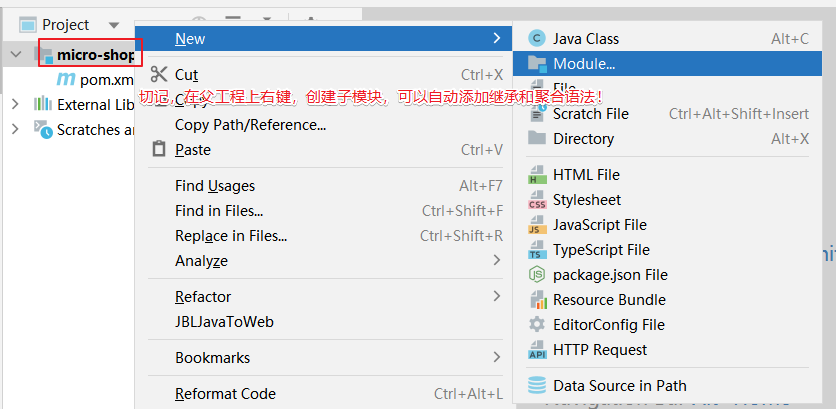 Project
micro-shop
pom.xm
External Lib
Scratches ar
New
Cut
Ctrl+X
切记，在父工程上右键，创建子模块，可以自动添加继承和聚合语法！
Copy Path/Reference...
Paste
Ctrl+V
Find Usages
Alt+F7
Find in Files...
Ctrl+Shift+F
Replace in Files...
Ctrl+Shift+R
Analyze
Refactor
JBLJavaToWeb
Bookmarks
Reformat Code
Ctrl+Alt+L
Java Class
Alt+C
Module...
File
Scratch File
Ctrl+Alt+Shift+Insert
Directory
Alt+X
HTML File
Stylesheet
JavaScript File
TypeScript File
package.json File
Resource Bundle
EditorConfig File
HTTP Request
Data Source in Path